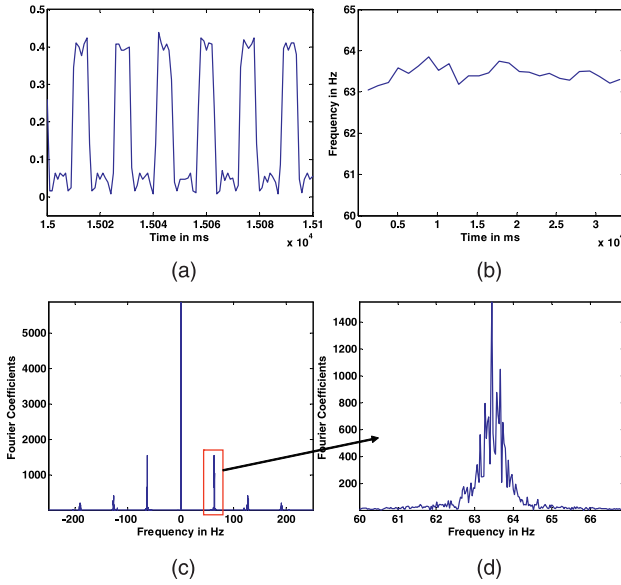 0.5
0.4
0.3
0.2
0.1
0
1.5 1.502 1.504 1.506 1.508 1.51
Time in ms
x 10^4
(a)
65
64
63
62
61
60
Frequency in Hz
0 0.5 1 1.5 2 2.5 3
Time in ms
(b)
5000
4000
3000
2000
1000
Fourier Coefficients
-200 -100 0 100 200
Frequency in Hz
(c)
1400
1200
1000
800
600
400
200
Fourier Coefficients
60 61 62 63 64 65 66
Frequency in Hz
(d)